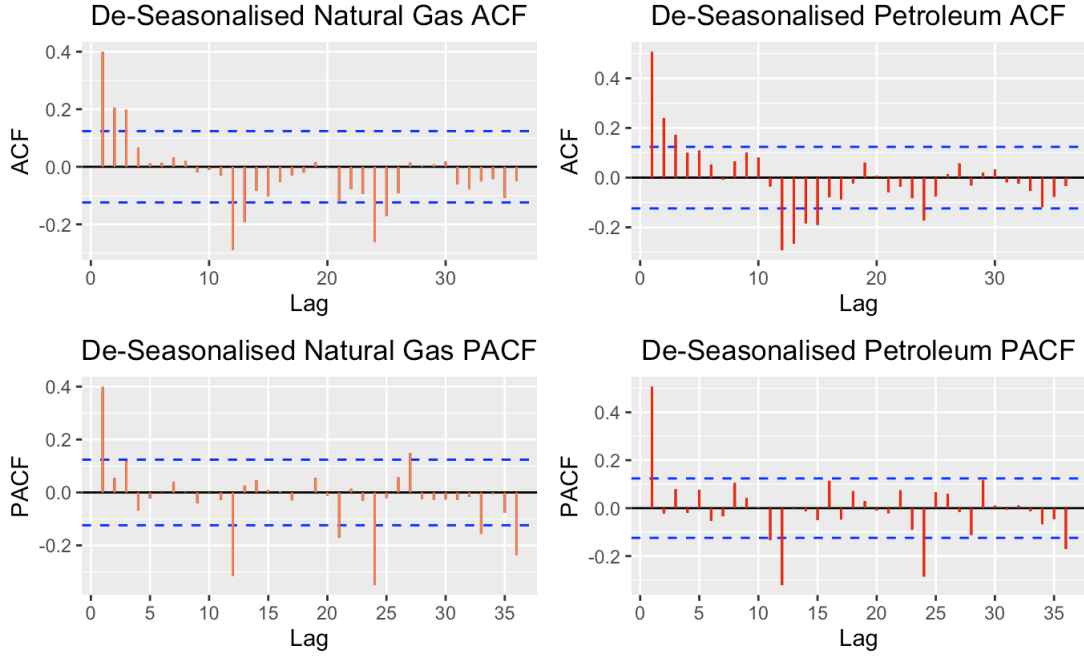 De-Seasonalised Natural Gas ACF
0.4
0.2
0.0
-0.2
ACF
0 10 20 30
Lag
De-Seasonalised Petroleum ACF
0.4
0.2
0.0
-0.2
ACF
0 10 20 30
Lag
De-Seasonalised Natural Gas PACF
0.4
0.2
0.0
-0.2
PACF
0 5 10 15 20 25 30 35
Lag
De-Seasonalised Petroleum PACF
0.4
0.2
0.0
-0.2
PACF
0 5 10 15 20 25 30 35
Lag